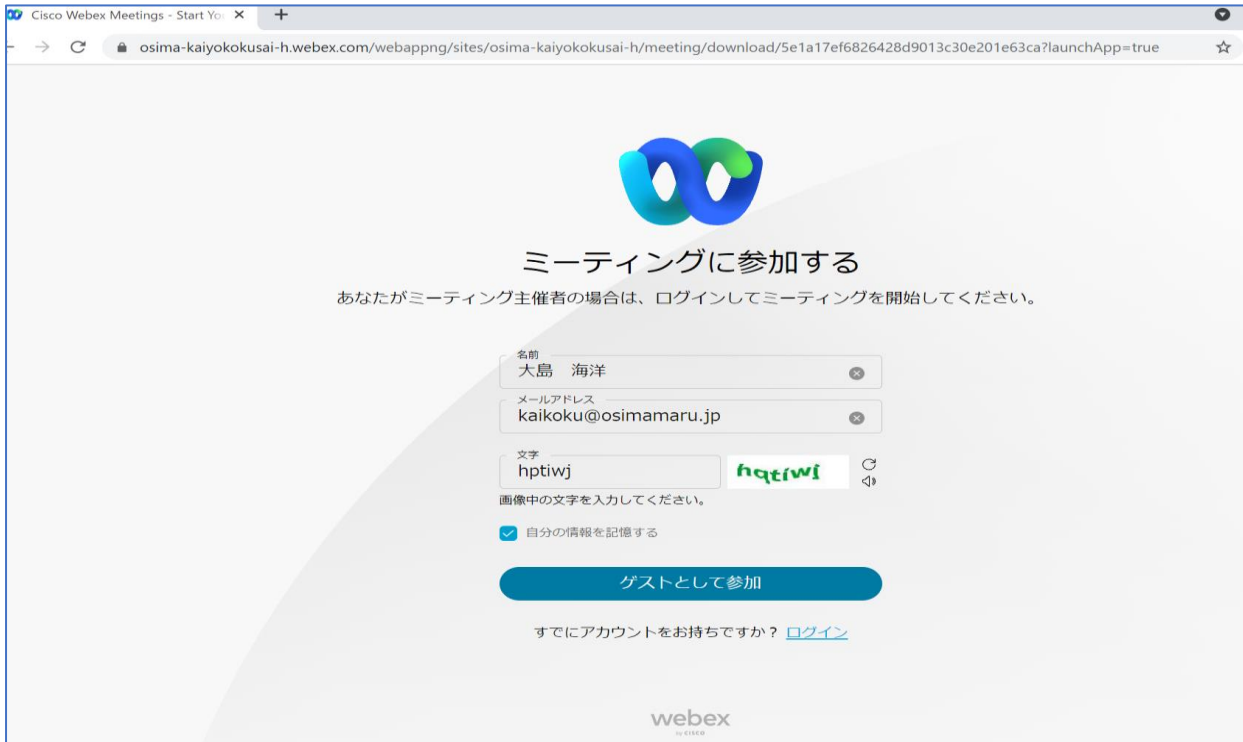 Cisco Webex Meetings - Start Yo
osima-kaiyokokusai-h.webex.com/webappng/sites/osima-kaiyokokusai-h/meeting/download/5e1a17ef6826428d9013c30e201e63ca?launchApp=true
ミーティングに参加する
あなたがミーティング主催者の場合は、ログインしてミーティングを開始してください。
名前
大島　海洋
メールアドレス
kaikoku@osimamaru.jp
文字
hptiwj hqtiwj
画像中の文字を入力してください。
自分の情報を記憶する
ゲストとして参加
すでにアカウントをお持ちですか？ ログイン
webex
by CISCO